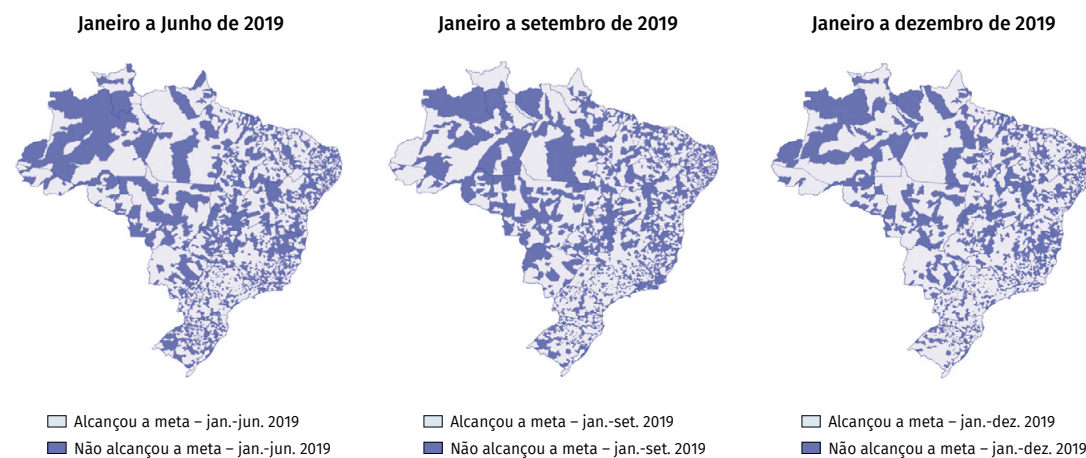 Janeiro a Junho de 2019
Janeiro a setembro de 2019
Janeiro a dezembro de 2019
Alcançou a meta – jan.-jun. 2019
Não alcançou a meta – jan.-jun. 2019
Alcançou a meta – jan.-set. 2019
Não alcançou a meta – jan.-set. 2019
Alcançou a meta – jan.-dez. 2019
Não alcançou a meta – jan.-dez. 2019